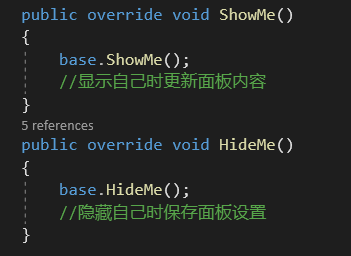 public override void ShowMe()
{
base.ShowMe();
//显示自己时更新面板内容
}
5 references
public override void HideMe()
{
base.HideMe();
//隐藏自己时保存面板设置
}